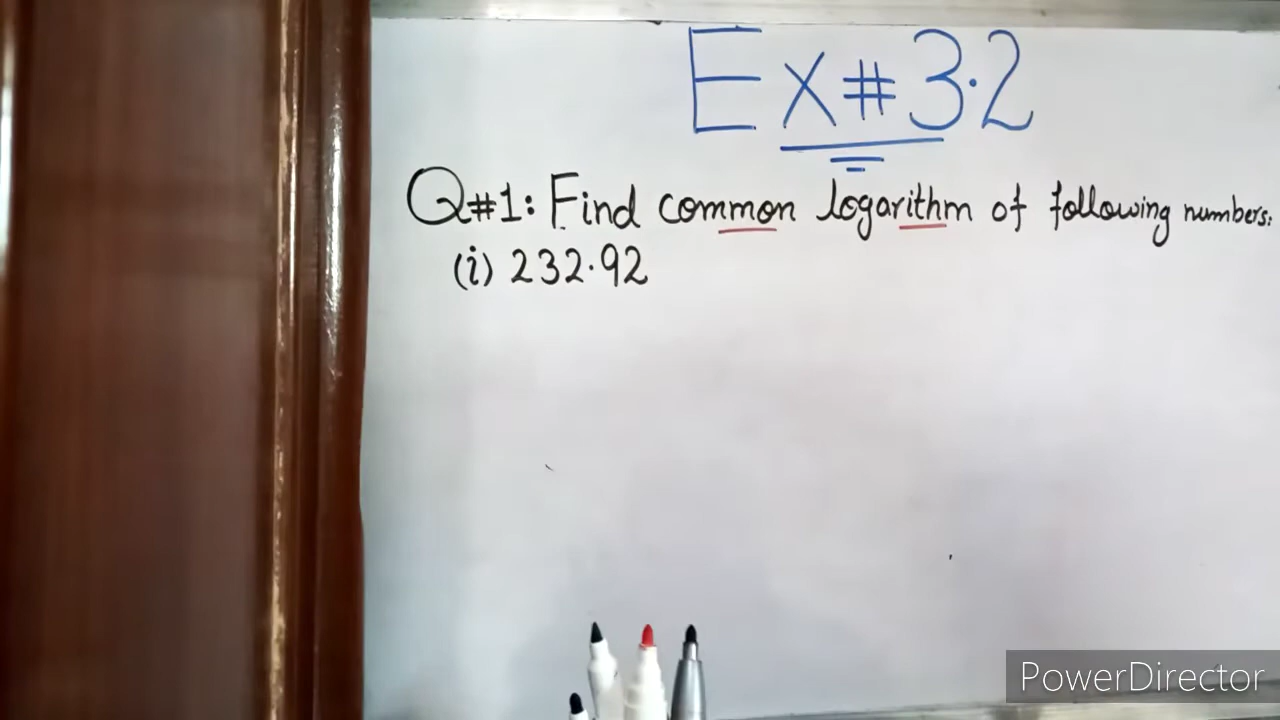 Ex#3.2
Q#1: Find common logarithm of following numbers:
(i) 232.92
PowerDirector